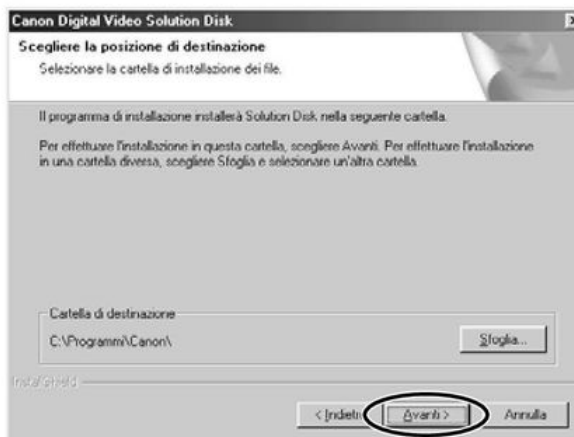 Canon Digital Video Solution Disk
Scegliere la posizione di destinazione
Selezionare la cartella di installazione dei file.
Il programma di installazione installerà Solution Disk nella seguente cartella.
Per effettuare l'installazione in questa cartella, scegliere Avanti. Per effettuare l'installazione
in una cartella diversa, scegliere Sfoglia e selezionare un'altra cartella.
Cartella di destinazione
C:\Programmi\Canon\
Sfoglia...
InstallShield
< Indietro Avanti > Annulla